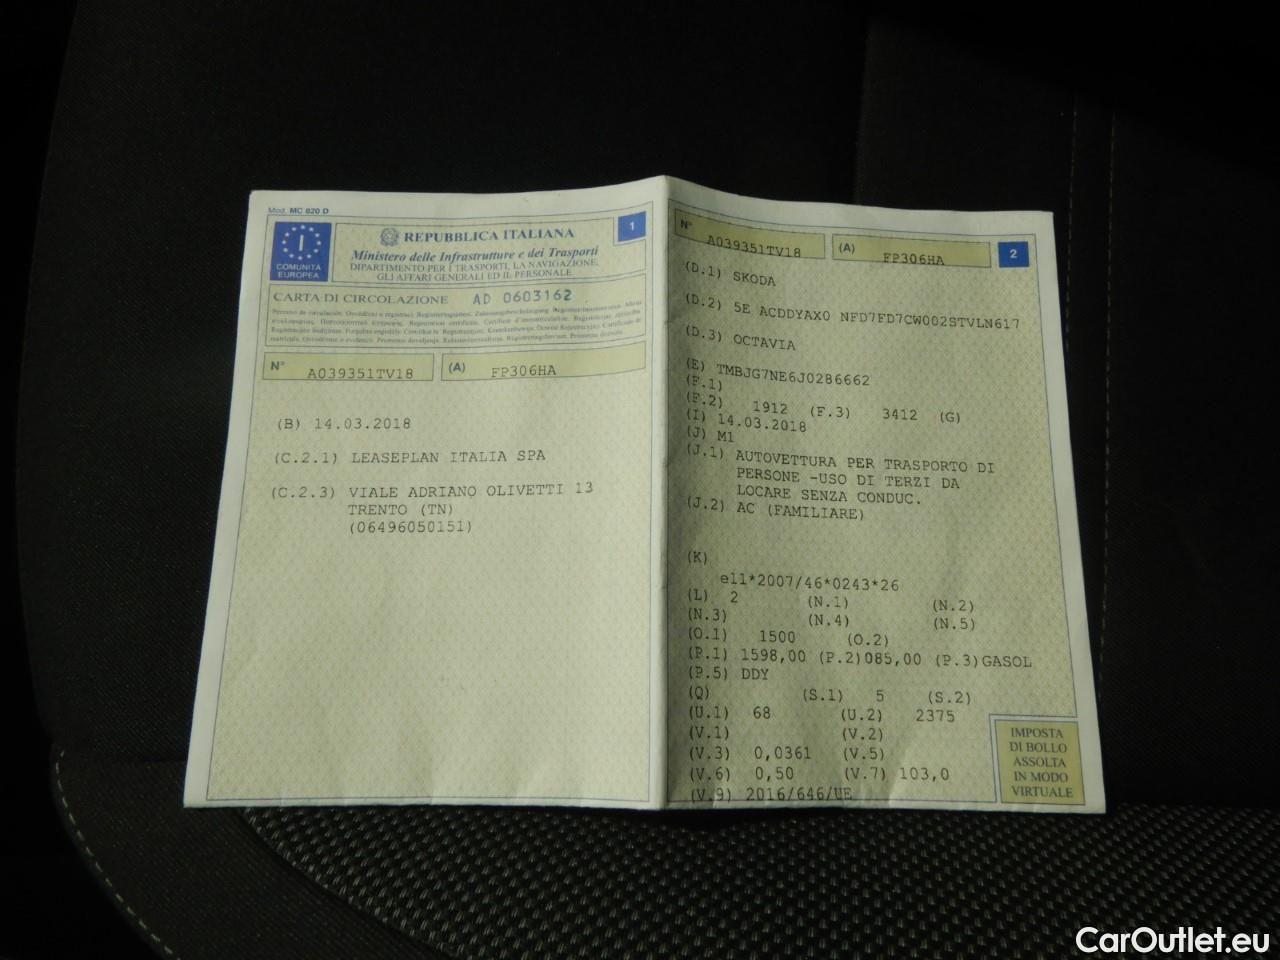 Mod. MC 820 D
I
COMUNITÀ
EUROPEA
REPUBBLICA ITALIANA
Ministero delle Infrastrutture e dei Trasporti
DIPARTIMENTO PER I TRASPORTI, LA NAVIGAZIONE,
GLI AFFARI GENERALI ED IL PERSONALE
1
CARTA DI CIRCOLAZIONE AD 0603162
N° A039351TV18 (A) FP306HA
(B) 14.03.2018
(C.2.1) LEASEPLAN ITALIA SPA
(C.2.3) VIALE ADRIANO OLIVETTI 13
TRENTO (TN)
(06496050151)
N° A039351TV18 (A) FP306HA
2
(D.1) SKODA
(D.2) 5E ACDDYAX0 NFD7FD7CW002STVLN617
(D.3) OCTAVIA
(E) TMBJG7NE6J0286662
(F.1)
(F.2) 1912 (F.3) 3412 (G)
(I) 14.03.2018
(J) M1
(J.1) AUTOVETTURA PER TRASPORTO DI
PERSONE -USO DI TERZI DA
LOCARE SENZA CONDUC.
(J.2) AC (FAMILIARE)
(K)
e11*2007/46*0243*26
(L) 2 (N.1) (N.2)
(N.3) (N.4) (N.5)
(O.1) 1500 (O.2)
(P.1) 1598,00 (P.2)085,00 (P.3)GASOL
(P.5) DDY
(Q) (S.1) 5 (S.2)
(U.1) 68 (U.2) 2375
(V.1) (V.2)
(V.3) 0,0361 (V.5)
(V.6) 0,50 (V.7) 103,0
(V.9) 2016/646/UE
IMPOSTA
DI BOLLO
ASSOLTA
IN MODO
VIRTUALE
CarOutlet.eu